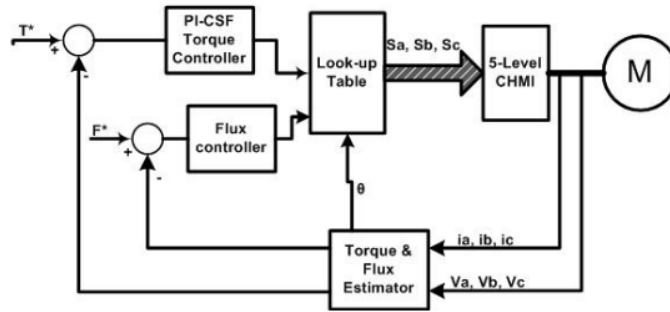 T*
+
-
PI-CSF
Torque
Controller
F*
+
-
Flux
controller
Look-up
Table
Sa, Sb, Sc
5-Level
CHMI
M
θ
Torque &
Flux
Estimator
ia, ib, ic
Va, Vb, Vc